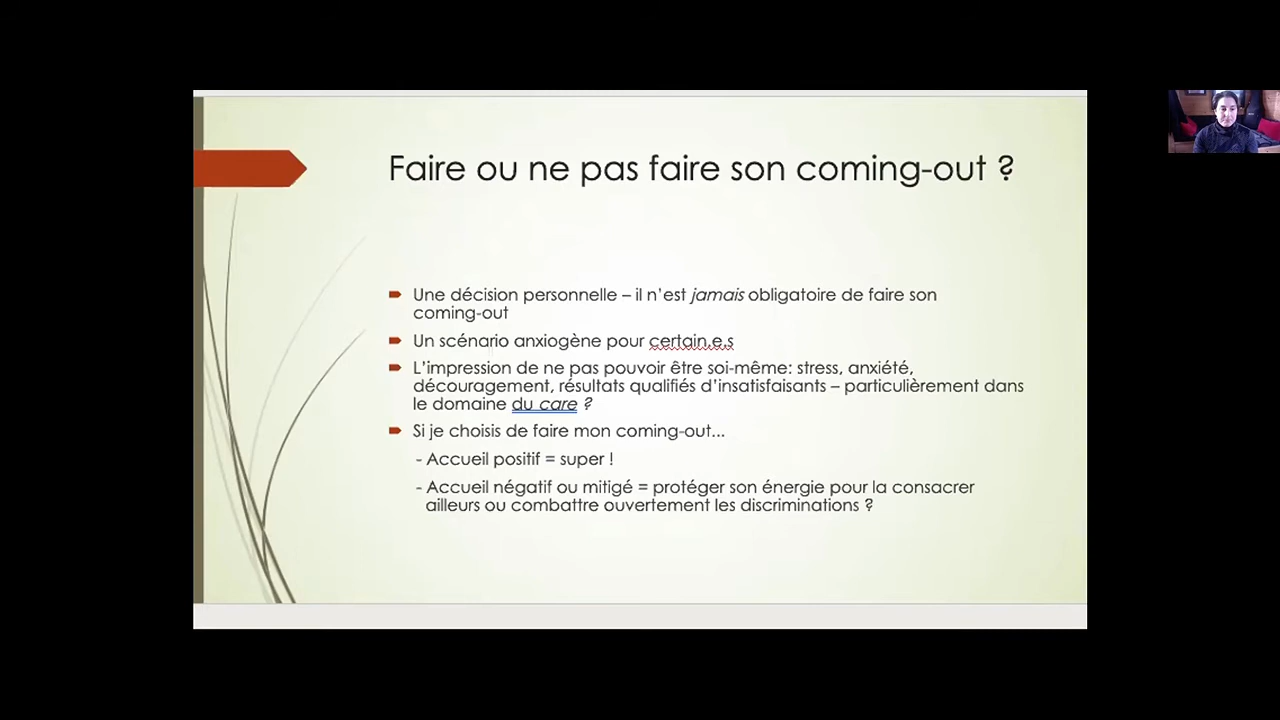 Faire ou ne pas faire son coming-out ?
Une décision personnelle – il n’est jamais obligatoire de faire son
coming-out
Un scénario anxiogène pour certain.e.s
L’impression de ne pas pouvoir être soi-même: stress, anxiété,
découragement, résultats qualifiés d’insatisfaisants – particulièrement dans
le domaine du care ?
Si je choisis de faire mon coming-out...
- Accueil positif = super !
- Accueil négatif ou mitigé = protéger son énergie pour la consacrer
ailleurs ou combattre ouvertement les discriminations ?